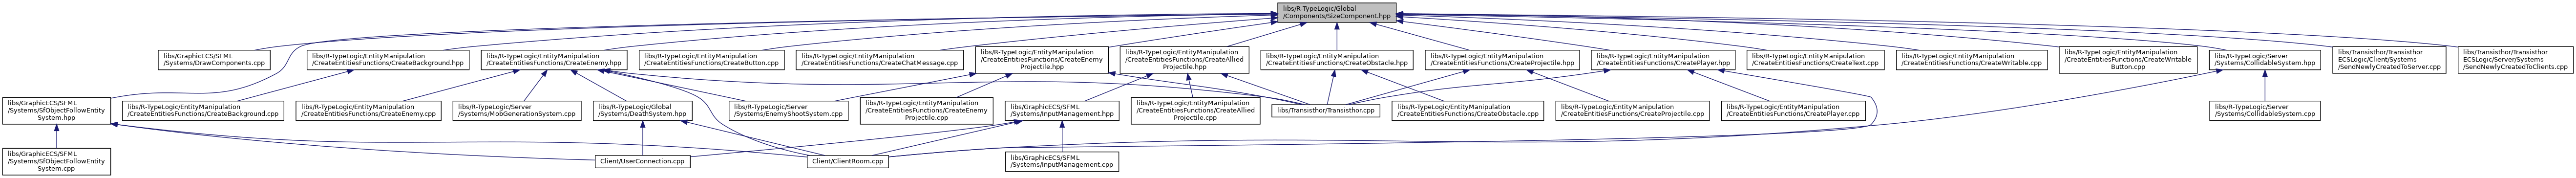 libs/R-TypeLogic/Global
/Components/SizeComponent.hpp
libs/GraphicECS/SFML
/Systems/DrawComponents.cpp
libs/R-TypeLogic/EntityManipulation
/CreateEntitiesFunctions/CreateBackground.hpp
libs/R-TypeLogic/EntityManipulation
/CreateEntitiesFunctions/CreateEnemy.hpp
libs/R-TypeLogic/EntityManipulation
/CreateEntitiesFunctions/CreateButton.cpp
libs/R-TypeLogic/EntityManipulation
/CreateEntitiesFunctions/CreateChatMessage.cpp
libs/R-TypeLogic/EntityManipulation
/CreateEntitiesFunctions/CreateEnemy
Projectile.hpp
libs/R-TypeLogic/EntityManipulation
/CreateEntitiesFunctions/CreateAllied
Projectile.hpp
libs/R-TypeLogic/EntityManipulation
/CreateEntitiesFunctions/CreateObstacle.hpp
libs/R-TypeLogic/EntityManipulation
/CreateEntitiesFunctions/CreateProjectile.hpp
libs/R-TypeLogic/EntityManipulation
/CreateEntitiesFunctions/CreatePlayer.hpp
libs/R-TypeLogic/EntityManipulation
/CreateEntitiesFunctions/CreateText.cpp
libs/R-TypeLogic/EntityManipulation
/CreateEntitiesFunctions/CreateWritable.cpp
libs/R-TypeLogic/EntityManipulation
/CreateEntitiesFunctions/CreateWritable
Button.cpp
libs/R-TypeLogic/Server
/Systems/CollidableSystem.hpp
libs/Transisthor/Transisthor
ECSLogic/Client/Systems
/SendNewlyCreatedToServer.cpp
libs/Transisthor/Transisthor
ECSLogic/Server/Systems
/SendNewlyCreatedToClients.cpp
libs/GraphicECS/SFML
/Systems/SfObjectFollowEntity
System.hpp
libs/R-TypeLogic/EntityManipulation
/CreateEntitiesFunctions/CreateBackground.cpp
libs/R-TypeLogic/EntityManipulation
/CreateEntitiesFunctions/CreateEnemy.cpp
libs/R-TypeLogic/Server
/Systems/MobGenerationSystem.cpp
libs/R-TypeLogic/Global
/Systems/DeathSystem.hpp
libs/R-TypeLogic/Server
/Systems/EnemyShootSystem.cpp
libs/R-TypeLogic/EntityManipulation
/CreateEntitiesFunctions/CreateEnemy
Projectile.cpp
libs/GraphicECS/SFML
/Systems/InputManagement.hpp
libs/R-TypeLogic/EntityManipulation
/CreateEntitiesFunctions/CreateAllied
Projectile.cpp
libs/Transisthor/Transisthor.cpp
libs/R-TypeLogic/EntityManipulation
/CreateEntitiesFunctions/CreateObstacle.cpp
libs/R-TypeLogic/EntityManipulation
/CreateEntitiesFunctions/CreateProjectile.cpp
libs/R-TypeLogic/EntityManipulation
/CreateEntitiesFunctions/CreatePlayer.cpp
libs/R-TypeLogic/Server
/Systems/CollidableSystem.cpp
libs/GraphicECS/SFML
/Systems/SfObjectFollowEntity
System.cpp
Client/UserConnection.cpp
Client/ClientRoom.cpp
libs/GraphicECS/SFML
/Systems/InputManagement.cpp